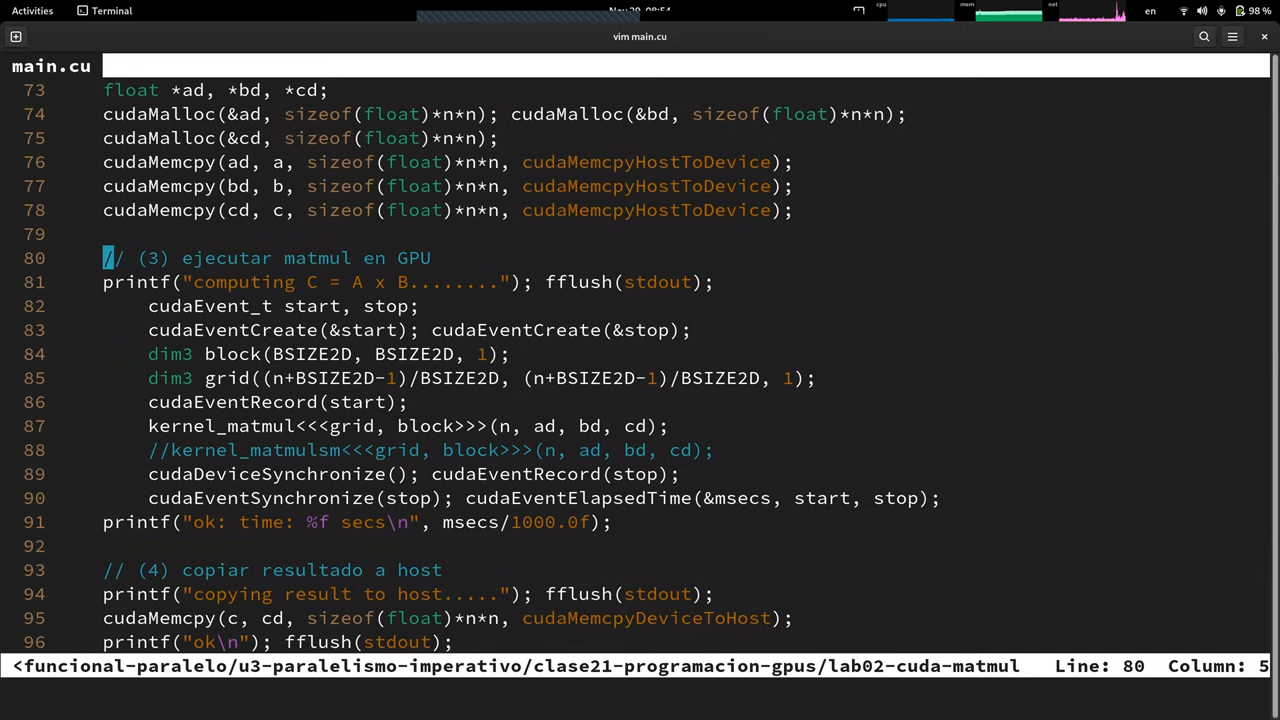 Activities Terminal cpu mem net en 98 %
vim main.cu
main.cu
73 float *ad, *bd, *cd;
74 cudaMalloc(&ad, sizeof(float)*n*n); cudaMalloc(&bd, sizeof(float)*n*n);
75 cudaMalloc(&cd, sizeof(float)*n*n);
76 cudaMemcpy(ad, a, sizeof(float)*n*n, cudaMemcpyHostToDevice);
77 cudaMemcpy(bd, b, sizeof(float)*n*n, cudaMemcpyHostToDevice);
78 cudaMemcpy(cd, c, sizeof(float)*n*n, cudaMemcpyHostToDevice);
79
80 // (3) ejecutar matmul en GPU
81 printf("computing C = A x B........"); fflush(stdout);
82 cudaEvent_t start, stop;
83 cudaEventCreate(&start); cudaEventCreate(&stop);
84 dim3 block(BSIZE2D, BSIZE2D, 1);
85 dim3 grid((n+BSIZE2D-1)/BSIZE2D, (n+BSIZE2D-1)/BSIZE2D, 1);
86 cudaEventRecord(start);
87 kernel_matmul<<<grid, block>>>(n, ad, bd, cd);
88 //kernel_matmulsm<<<grid, block>>>(n, ad, bd, cd);
89 cudaDeviceSynchronize(); cudaEventRecord(stop);
90 cudaEventSynchronize(stop); cudaEventElapsedTime(&msecs, start, stop);
91 printf("ok: time: %f secs\n", msecs/1000.0f);
92
93 // (4) copiar resultado a host
94 printf("copying result to host....."); fflush(stdout);
95 cudaMemcpy(c, cd, sizeof(float)*n*n, cudaMemcpyDeviceToHost);
96 printf("ok\n"); fflush(stdout);
<funcional-paralelo/u3-paralelismo-imperativo/clase21-programacion-gpus/lab02-cuda-matmul Line: 80 Column: 5